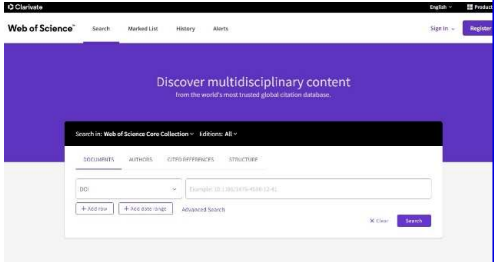 Clarivate
English
Products
Web of Science™
Search
Marked List
History
Alerts
Sign In
Register
Discover multidisciplinary content
from the world's most trusted global citation database.
Search in: Web of Science Core Collection Editions: All
DOCUMENTS
AUTHORS
CITED REFERENCES
STRUCTURE
DOI
Example:
+ Add row
+ Add date range
Advanced Search
× Clear
Search